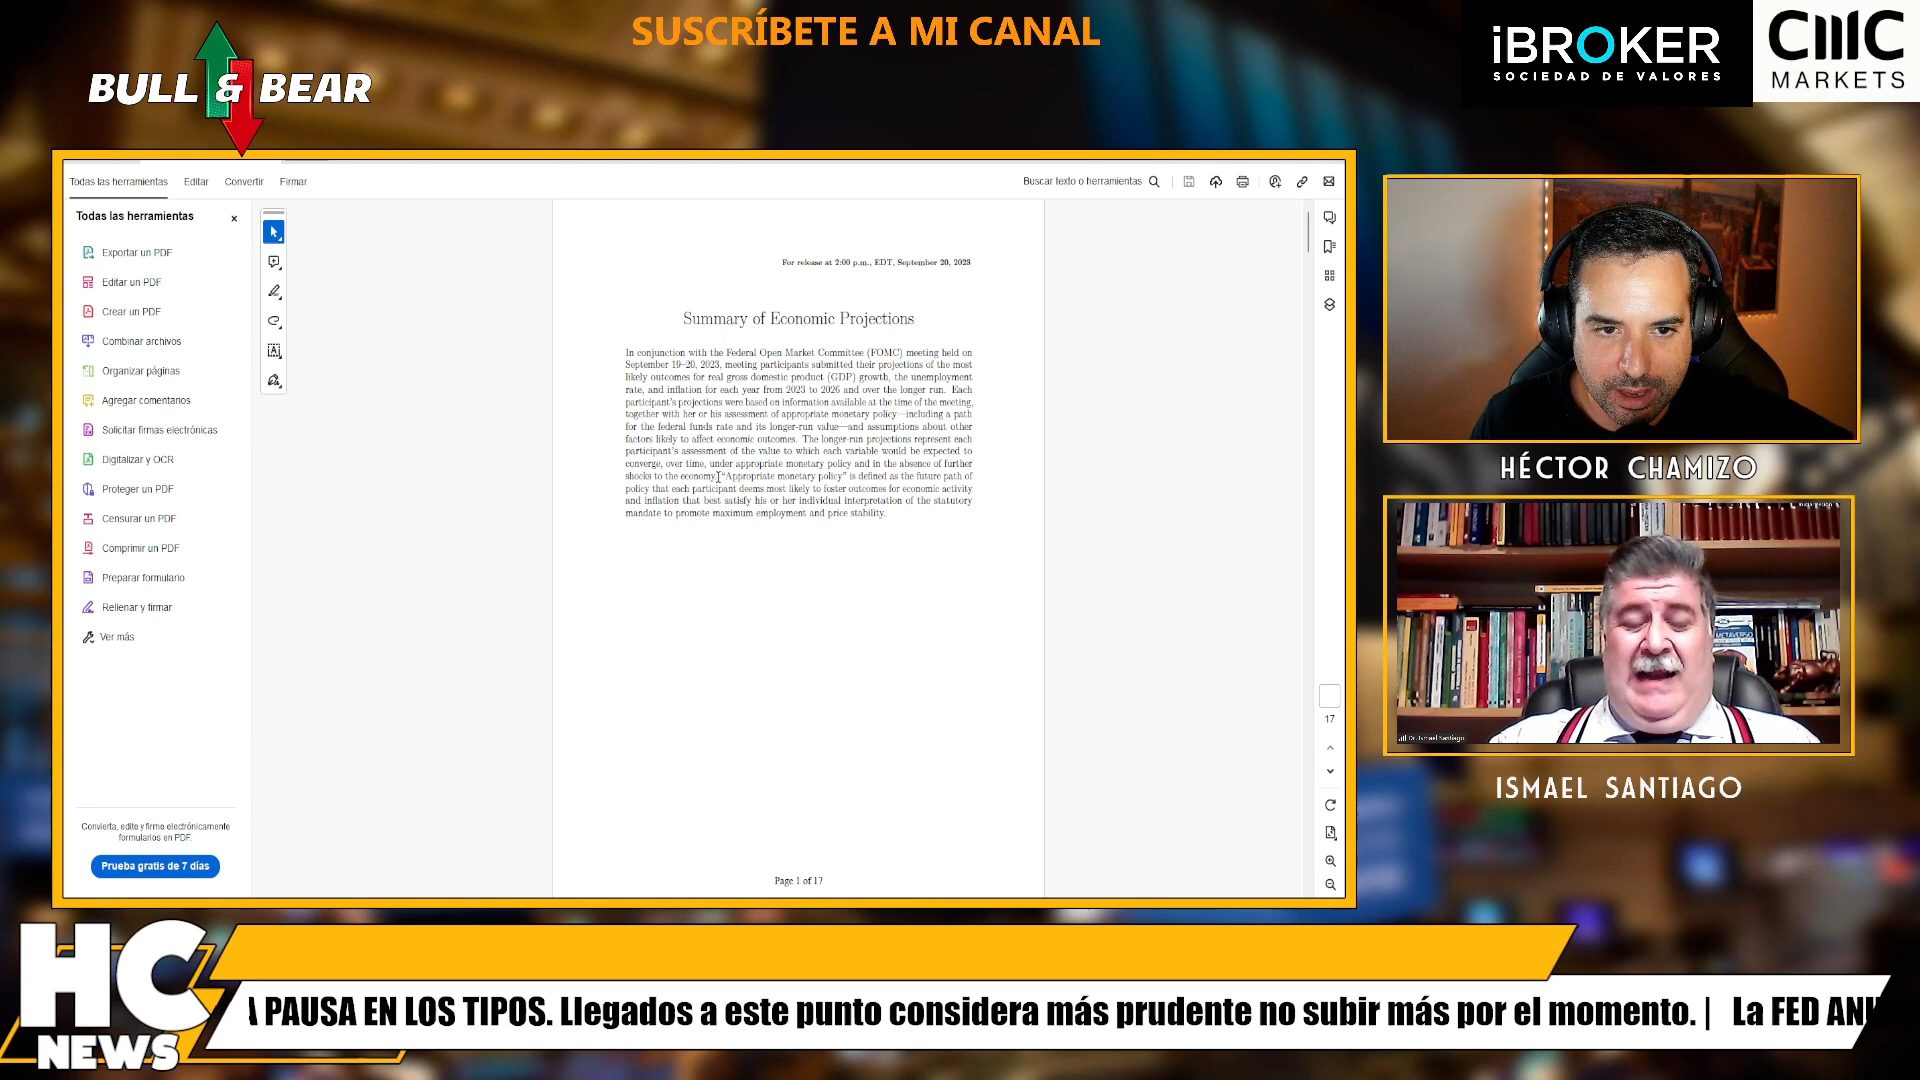 SUSCRÍBETE A MI CANAL
BULL & BEAR
iBROKER
SOCIEDAD DE VALORES
CMC
MARKETS
Todas las herramientas
Editar
Convertir
Firmar
Buscar texto o herramientas
Todas las herramientas
Exportar un PDF
Editar un PDF
Crear un PDF
Combinar archivos
Organizar páginas
Agregar comentarios
Solicitar firmas electrónicas
Digitalizar y OCR
Proteger un PDF
Censurar un PDF
Comprimir un PDF
Preparar formulario
Rellenar y firmar
Ver más
Convierta, edite y firme electrónicamente
formularios en PDF.
Prueba gratis de 7 días
For release at 2:00 p.m., EDT, September 20, 2023
Summary of Economic Projections
In conjunction with the Federal Open Market Committee (FOMC) meeting held on
September 19–20, 2023, meeting participants submitted their projections of the most
likely outcomes for real gross domestic product (GDP) growth, the unemployment
rate, and inflation for each year from 2023 to 2026 and over the longer run. Each
participant's projections were based on information available at the time of the meeting,
together with her or his assessment of appropriate monetary policy—including a path
for the federal funds rate and its longer-run value—and assumptions about other
factors likely to affect economic outcomes. The longer-run projections represent each
participant's assessment of the value to which each variable would be expected to
converge, over time, under appropriate monetary policy and in the absence of further
shocks to the economy. "Appropriate monetary policy" is defined as the future path of
policy that each participant deems most likely to foster outcomes for economic activity
and inflation that best satisfy his or her individual interpretation of the statutory
mandate to promote maximum employment and price stability.
Page 1 of 17
17
HÉCTOR CHAMIZO
METAVERSO
Dr. Ismael Santiago
ISMAEL SANTIAGO
HC
NEWS
A PAUSA EN LOS TIPOS. Llegados a este punto considera más prudente no subir más por el momento. | La FED ANU